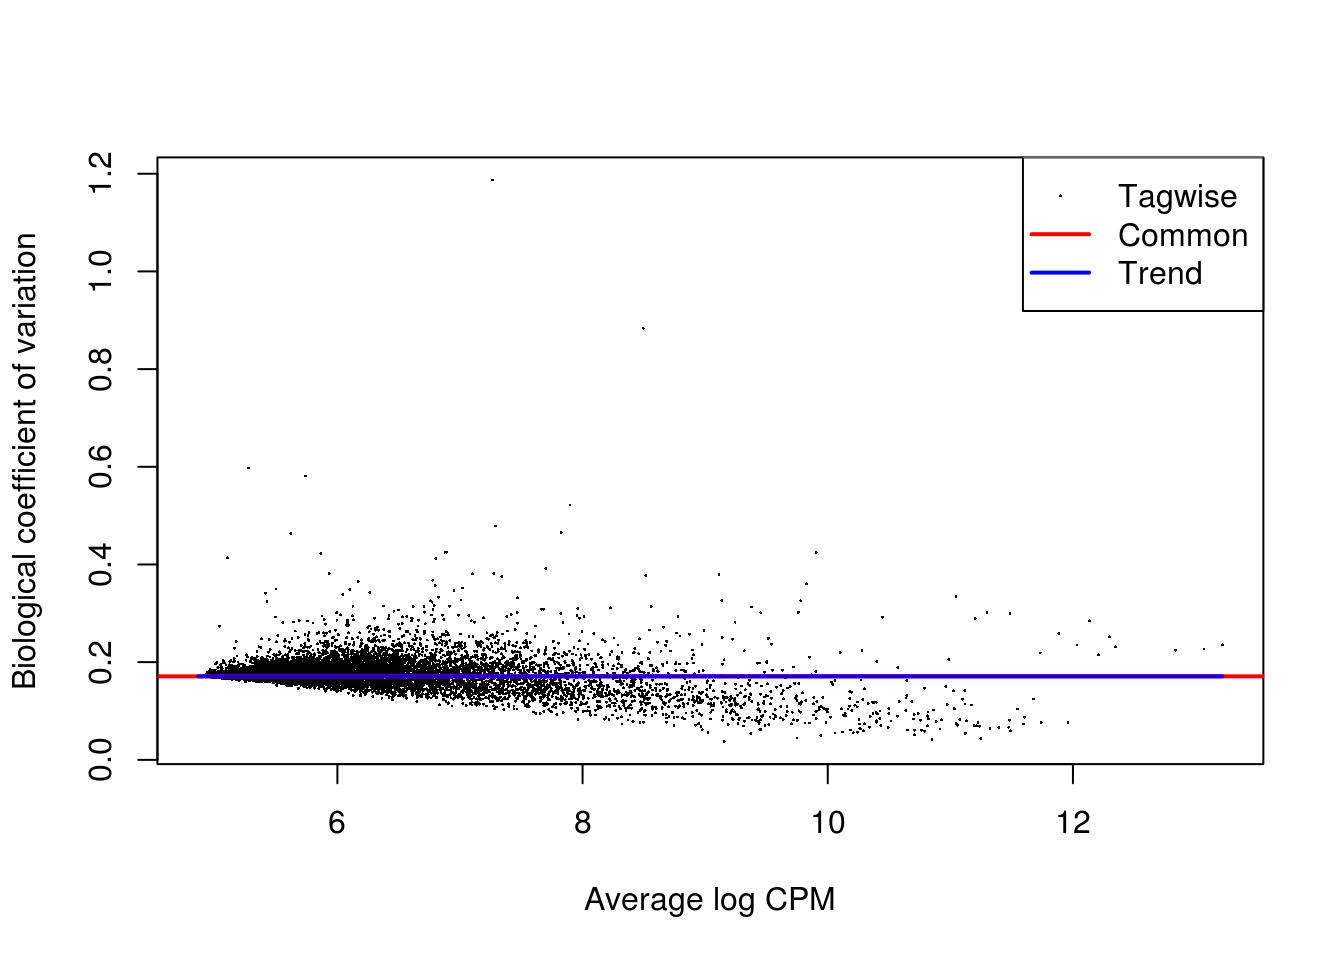 Tagwise
Common
Trend
Biological coefficient of variation
1.2
1.0
0.8
0.6
0.4
0.2
0.0
6 8 10 12
Average log CPM